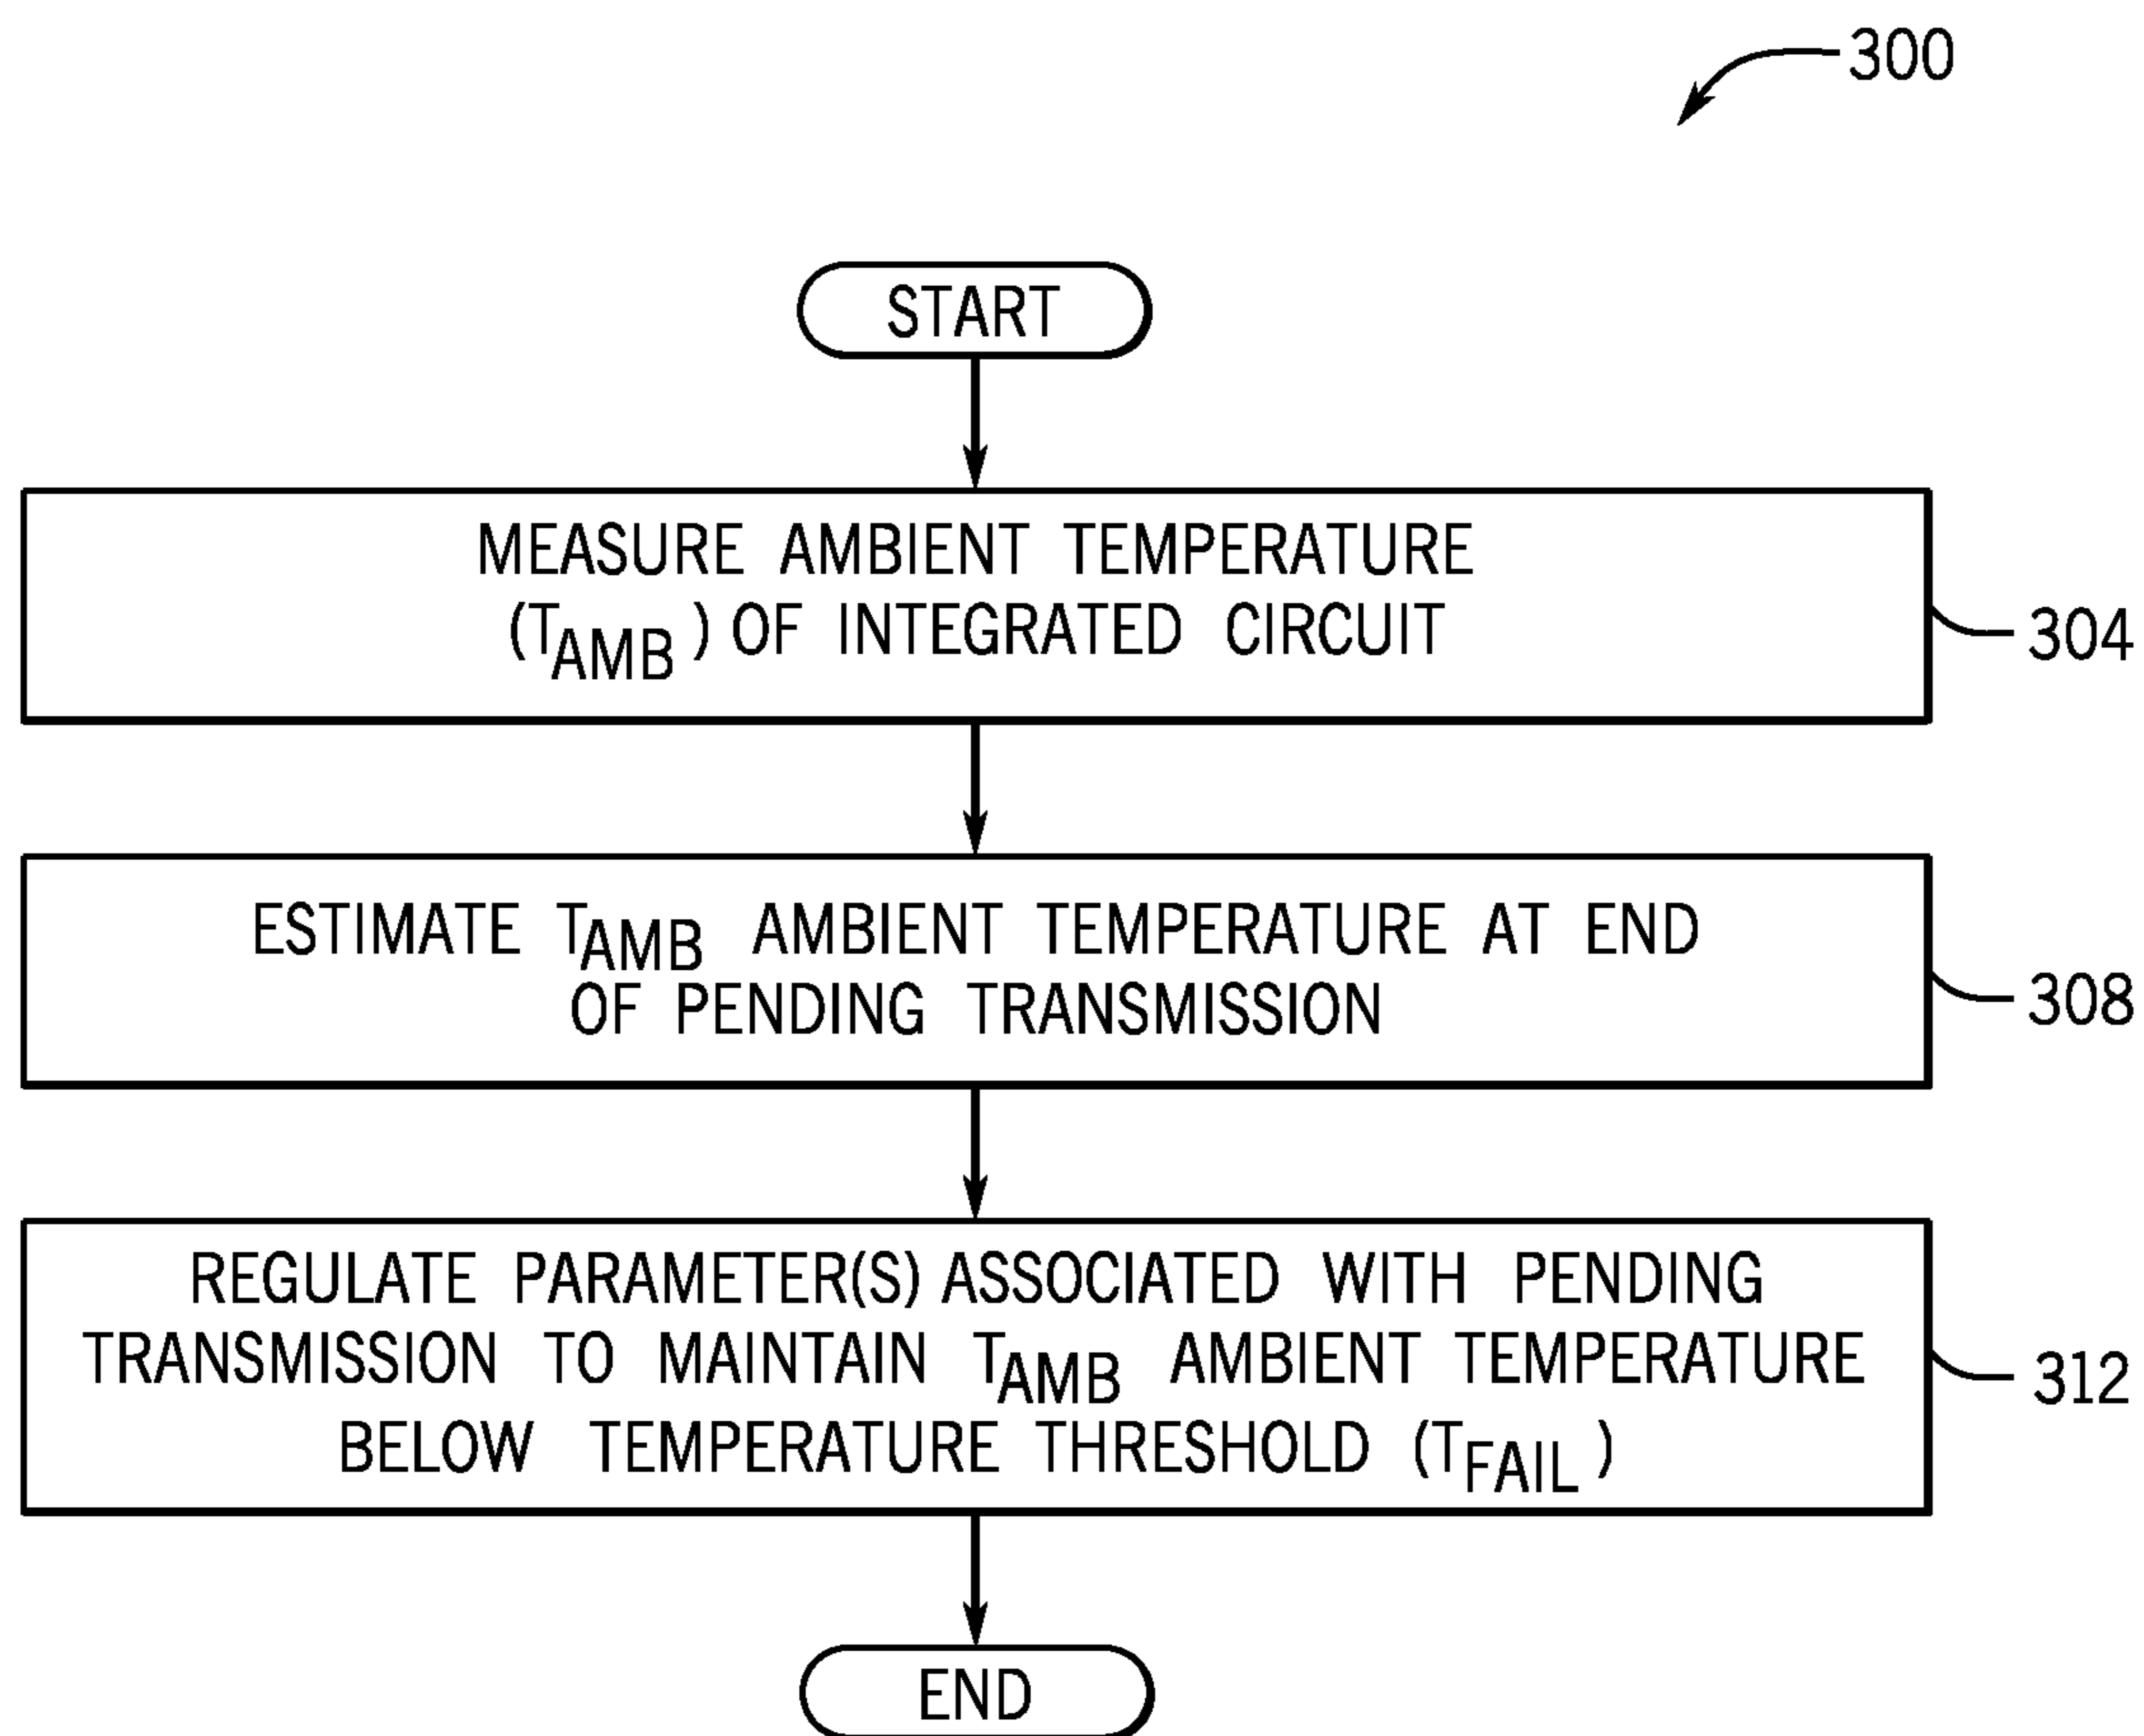 300
START
MEASURE AMBIENT TEMPERATURE
(TAMB) OF INTEGRATED CIRCUIT
304
ESTIMATE TAMB AMBIENT TEMPERATURE AT END
OF PENDING TRANSMISSION
308
REGULATE PARAMETER(S) ASSOCIATED WITH PENDING
TRANSMISSION TO MAINTAIN TAMB AMBIENT TEMPERATURE
BELOW TEMPERATURE THRESHOLD (TFAIL)
312
END